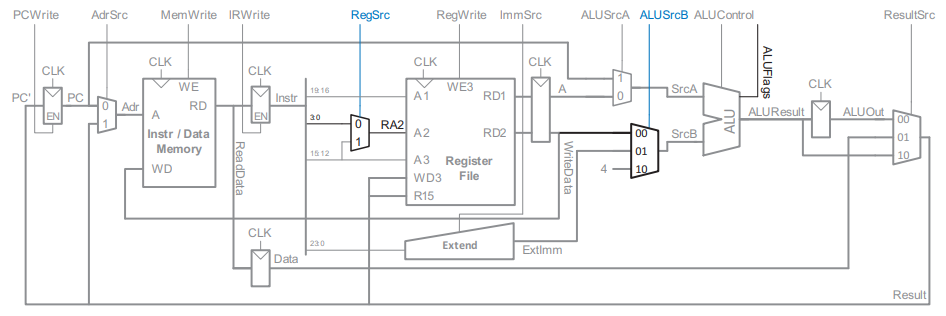 PCWrite
AdrSrc
MemWrite
IRWrite
RegSrc
RegWrite
ImmSrc
ALUSrcA
ALUSrcB
ALUControl
ResultSrc
ALUFlags
CLK
CLK
CLK
CLK
CLK
CLK
PC'
PC
EN
0
1
Adr
WE
A
RD
Instr / Data
Memory
WD
EN
Instr
ReadData
19:16
3:0
15:12
23:0
0
1
RA2
WE3
A1
RD1
A2
RD2
A3
Register
File
WD3
R15
A
WriteData
1
0
SrcA
00
01
10
4
SrcB
ALU
ALUResult
ALUOut
00
01
10
Extend
ExtImm
CLK
Data
Result